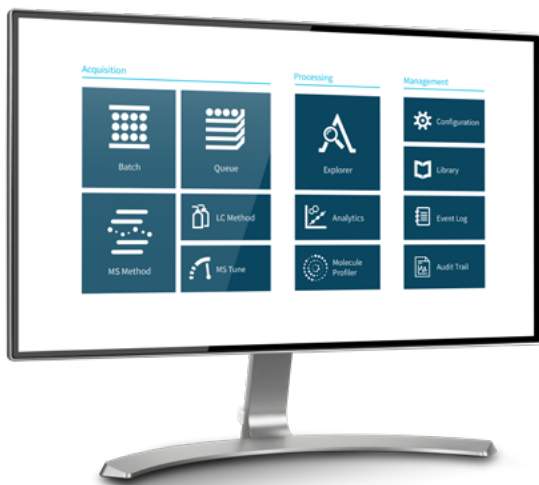 Acquisition
Batch
Queue
MS Method
LC Method
MS Tune
Processing
Explorer
Analytics
Molecule
Profiler
Management
Configuration
Library
Event Log
Audit Trail